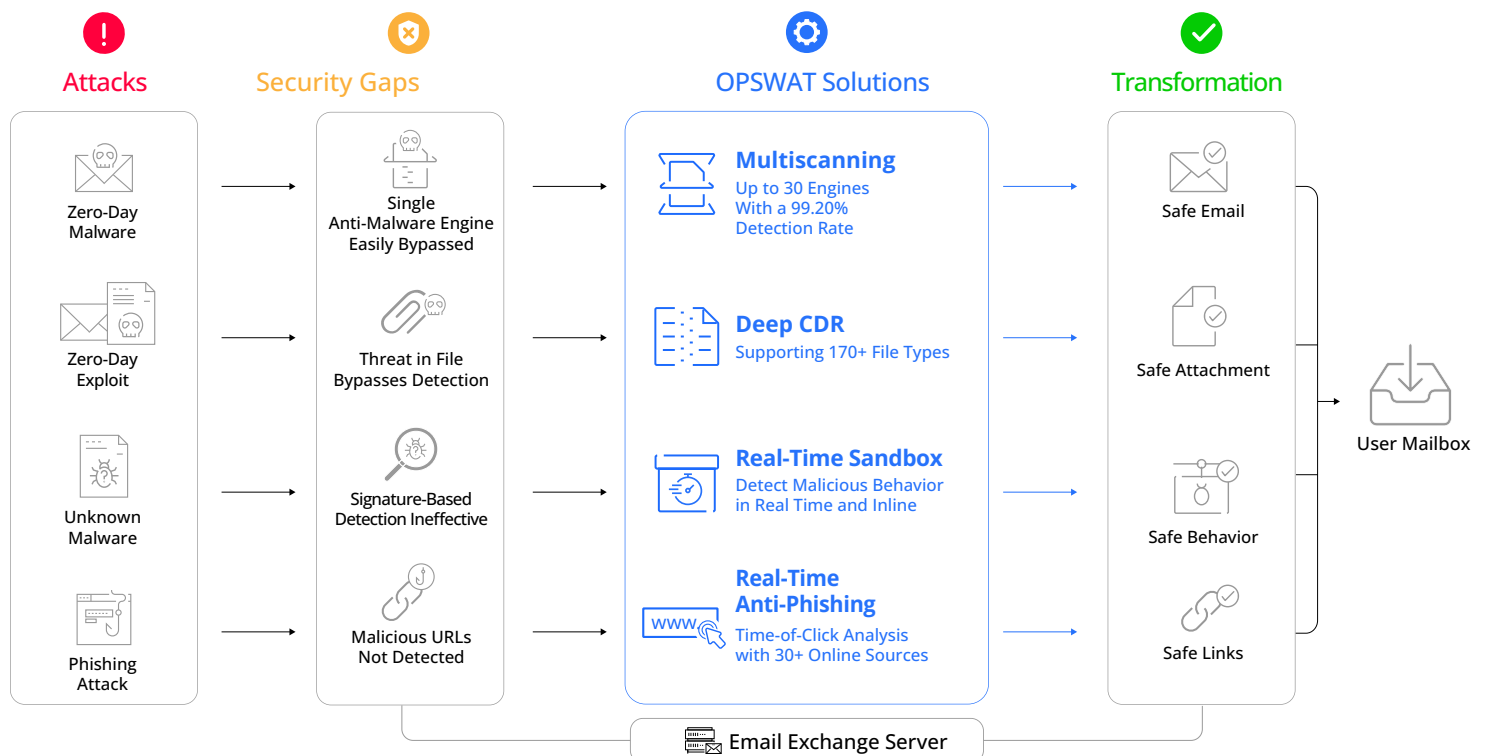 Attacks
Security Gaps
OPSWAT Solutions
Transformation
Zero-Day
Malware
Single
Anti-Malware Engine
Easily Bypassed
Multiscanning
Up to 30 Engines
With a 99.20%
Detection Rate
Safe Email
Zero-Day
Exploit
Threat in File
Bypasses Detection
Deep CDR
Supporting 170+ File Types
Safe Attachment
Unknown
Malware
Signature-Based
Detection Ineffective
Real-Time Sandbox
Detect Malicious Behavior
in Real Time and Inline
Safe Behavior
Phishing
Attack
Malicious URLs
Not Detected
www.
Real-Time
Anti-Phishing
Time-of-Click Analysis
with 30+ Online Sources
Safe Links
User Mailbox
Email Exchange Server